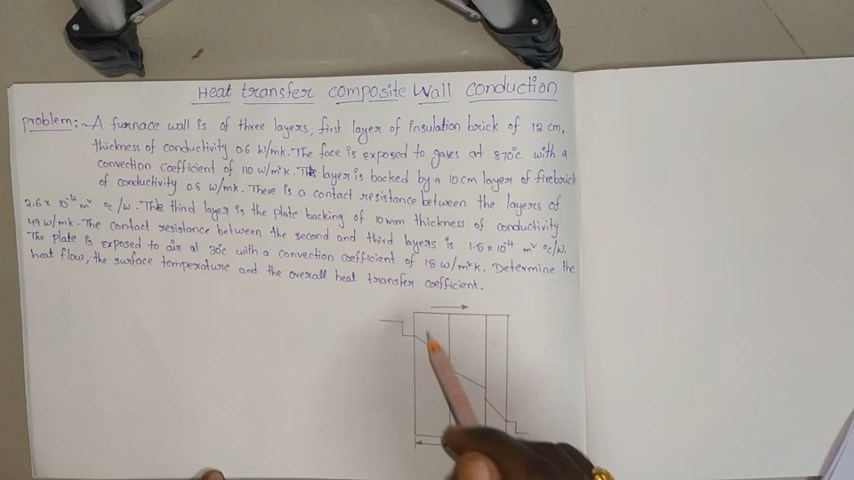 Heat transfer composite Wall conduction
problem:- A furnace wall is of three layers, first layer of insulation brick of 12 cm,
thickness of conductivity 0.6 W/mk. The face is exposed to gases at 870°c with a
convection coefficient of 110 W/m²k. The layer is backed by a 10cm layer of firebrick
of conductivity 0.8 W/mk. There is a contact resistance between the layers of
2.6 x 10⁻⁴ m² °c/W. The third layer is the plate backing of 10mm thickness of conductivity
49 W/mk. The contact resistance between the second and third layers is 1.5 x 10⁻⁴ m² °c/W.
The plate is exposed to air at 30°c with a convection coefficient of 15 W/m²k. Determine the
heat flow, the surface temperature and the overall heat transfer coefficient.